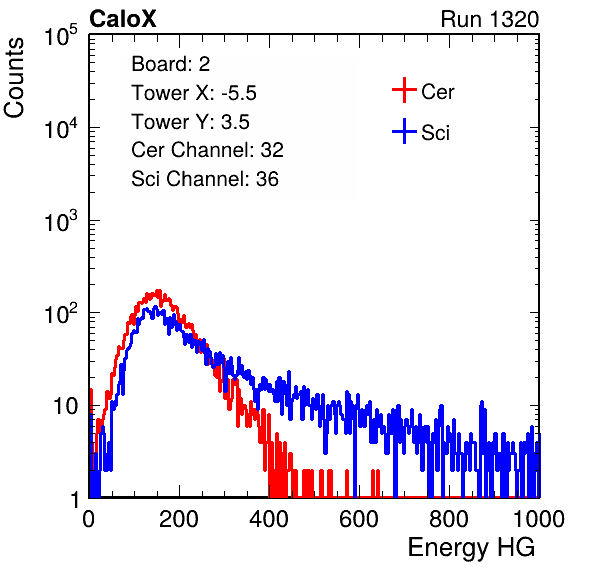 CaloX Run 1320
Counts
10^5
10^4
10^3
10^2
10
1
Board: 2
Tower X: -5.5
Tower Y: 3.5
Cer Channel: 32
Sci Channel: 36
Cer
Sci
0 200 400 600 800 1000
Energy HG